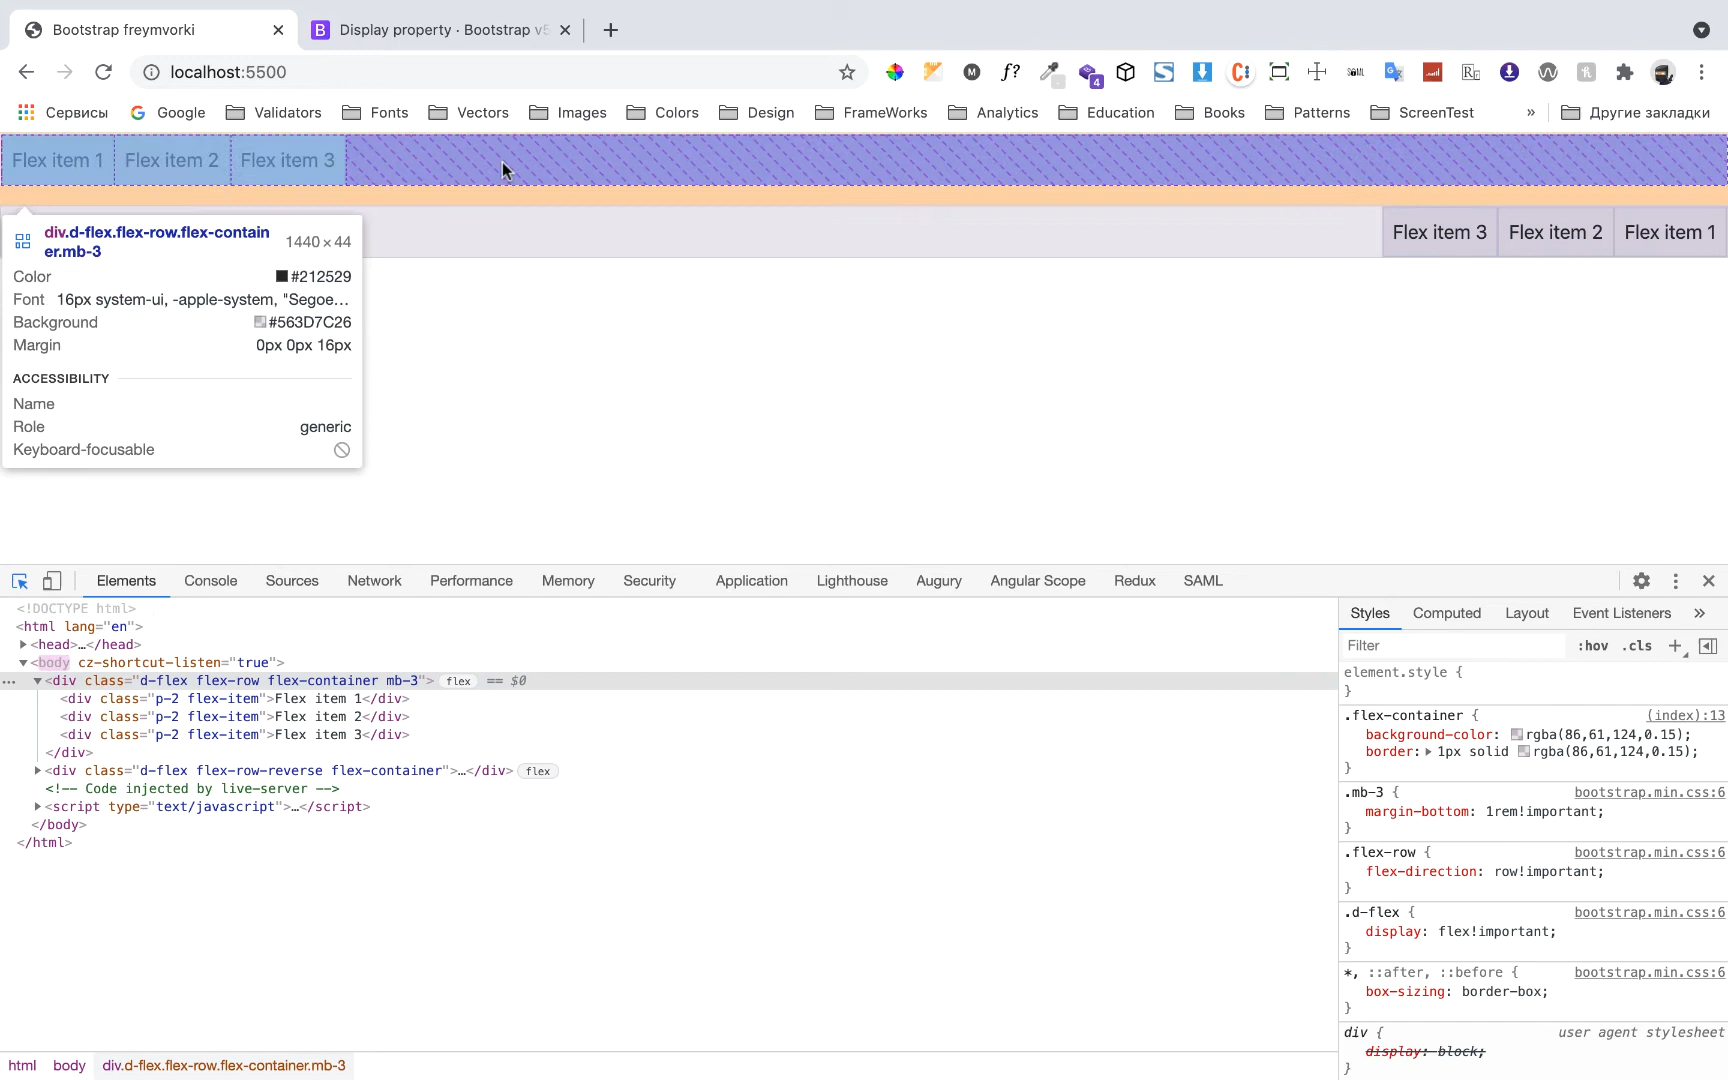 Bootstrap freymvorki
Display property · Bootstrap v5
localhost:5500
Сервисы Google Validators Fonts Vectors Images Colors Design FrameWorks Analytics Education Books Patterns ScreenTest » Другие закладки
Flex item 1 Flex item 2 Flex item 3
Flex item 3 Flex item 2 Flex item 1
div.d-flex.flex-row.flex-contain
er.mb-3
1440 × 44
Color #212529
Font 16px system-ui, -apple-system, "Segoe…
Background #563D7C26
Margin 0px 0px 16px
ACCESSIBILITY
Name
Role generic
Keyboard-focusable
Elements Console Sources Network Performance Memory Security Application Lighthouse Augury Angular Scope Redux SAML
<!DOCTYPE html>
<html lang="en">
<head>…</head>
<body cz-shortcut-listen="true">
<div class="d-flex flex-row flex-container mb-3"> flex == $0
<div class="p-2 flex-item">Flex item 1</div>
<div class="p-2 flex-item">Flex item 2</div>
<div class="p-2 flex-item">Flex item 3</div>
</div>
<div class="d-flex flex-row-reverse flex-container">…</div> flex
<!-- Code injected by live-server -->
<script type="text/javascript">…</script>
</body>
</html>
html body div.d-flex.flex-row.flex-container.mb-3
Styles Computed Layout Event Listeners »
Filter :hov .cls +
element.style {
}
.flex-container { (index):13
background-color: rgba(86,61,124,0.15);
border: 1px solid rgba(86,61,124,0.15);
}
.mb-3 { bootstrap.min.css:6
margin-bottom: 1rem!important;
}
.flex-row { bootstrap.min.css:6
flex-direction: row!important;
}
.d-flex { bootstrap.min.css:6
display: flex!important;
}
*, ::after, ::before { bootstrap.min.css:6
box-sizing: border-box;
}
div { user agent stylesheet
display: block;
}